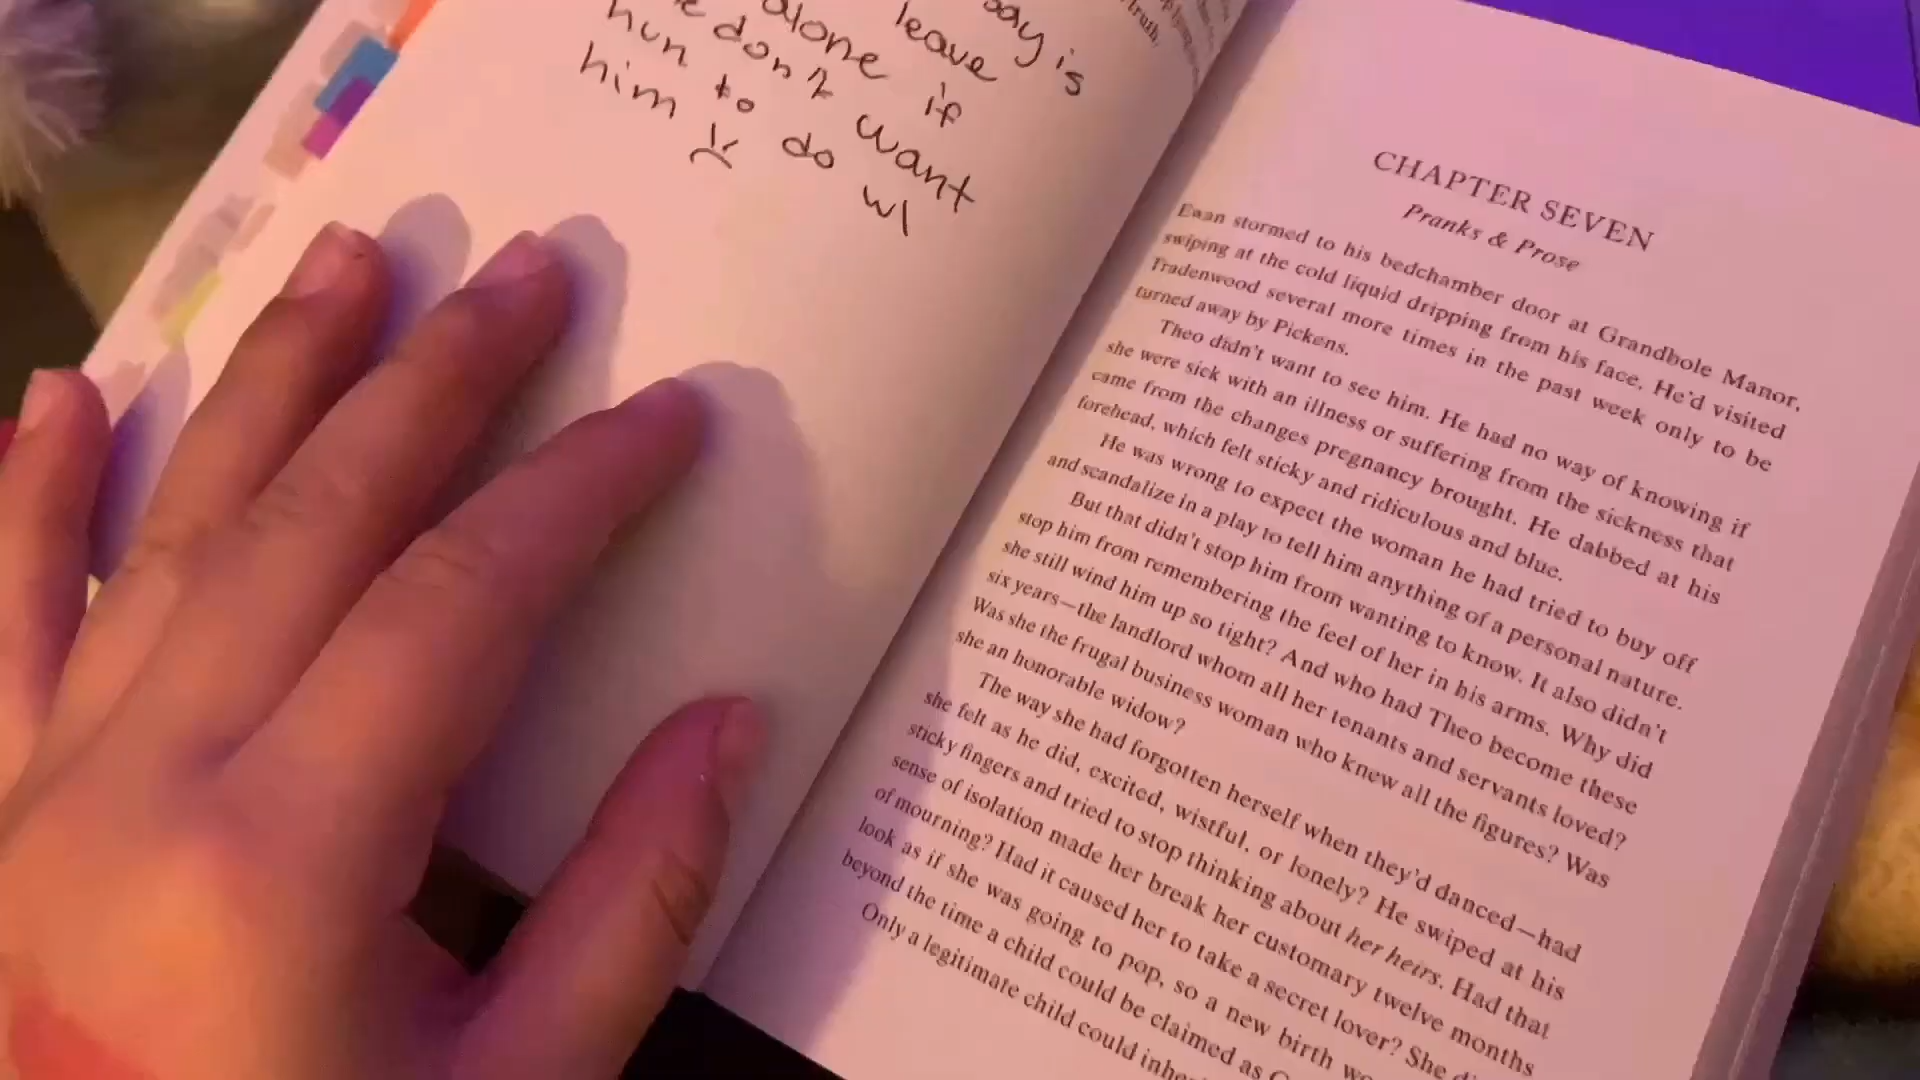 say is
leave
alone if
he don't want
him to do w/
him
truth.
CHAPTER SEVEN
Pranks & Prose
Ewan stormed to his bedchamber door at Grandbole Manor,
swiping at the cold liquid dripping from his face. He'd visited
Tradenwood several more times in the past week only to be
turned away by Pickens.
Theo didn't want to see him. He had no way of knowing if
she were sick with an illness or suffering from the sickness that
came from the changes pregnancy brought. He dabbed at his
forehead, which felt sticky and ridiculous and blue.
He was wrong to expect the woman he had tried to buy off
and scandalize in a play to tell him anything of a personal nature.
But that didn't stop him from wanting to know. It also didn't
stop him from remembering the feel of her in his arms. Why did
she still wind him up so tight? And who had Theo become these
six years—the landlord whom all her tenants and servants loved?
Was she the frugal business woman who knew all the figures? Was
she an honorable widow?
The way she had forgotten herself when they'd danced—had
she felt as he did, excited, wistful, or lonely? He swiped at his
sticky fingers and tried to stop thinking about her heirs. Had that
sense of isolation made her break her customary twelve months
of mourning? Had it caused her to take a secret lover? She
look as if she was going to pop, so a new birth
beyond the time a child could be claimed as
Only a legitimate child could